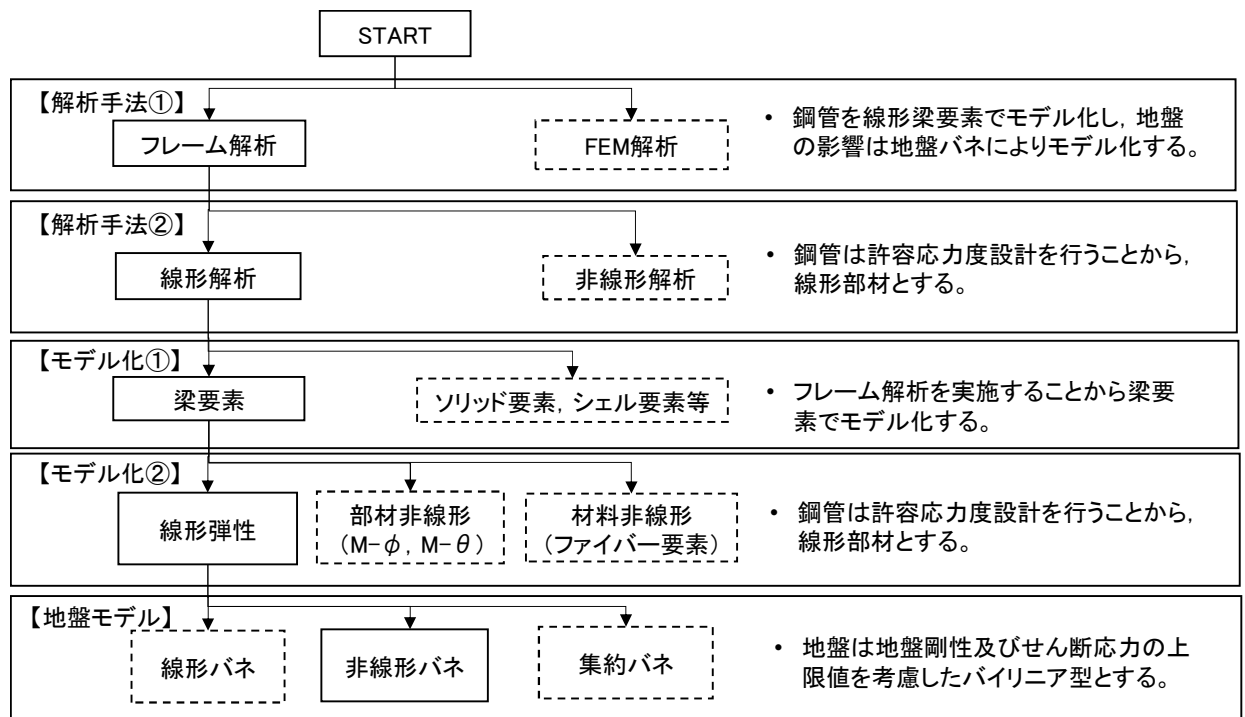 START
【解析手法①】
フレーム解析
FEM解析
• 鋼管を線形梁要素でモデル化し，地盤
の影響は地盤バネによりモデル化する。
【解析手法②】
線形解析
非線形解析
• 鋼管は許容応力度設計を行うことから，
線形部材とする。
【モデル化①】
梁要素
ソリッド要素，シェル要素等
• フレーム解析を実施することから梁要
素でモデル化する。
【モデル化②】
線形弾性
部材非線形
（M-φ，M-θ）
材料非線形
（ファイバー要素）
• 鋼管は許容応力度設計を行うことから，
線形部材とする。
【地盤モデル】
線形バネ
非線形バネ
集約バネ
• 地盤は地盤剛性及びせん断応力の上
限値を考慮したバイリニア型とする。